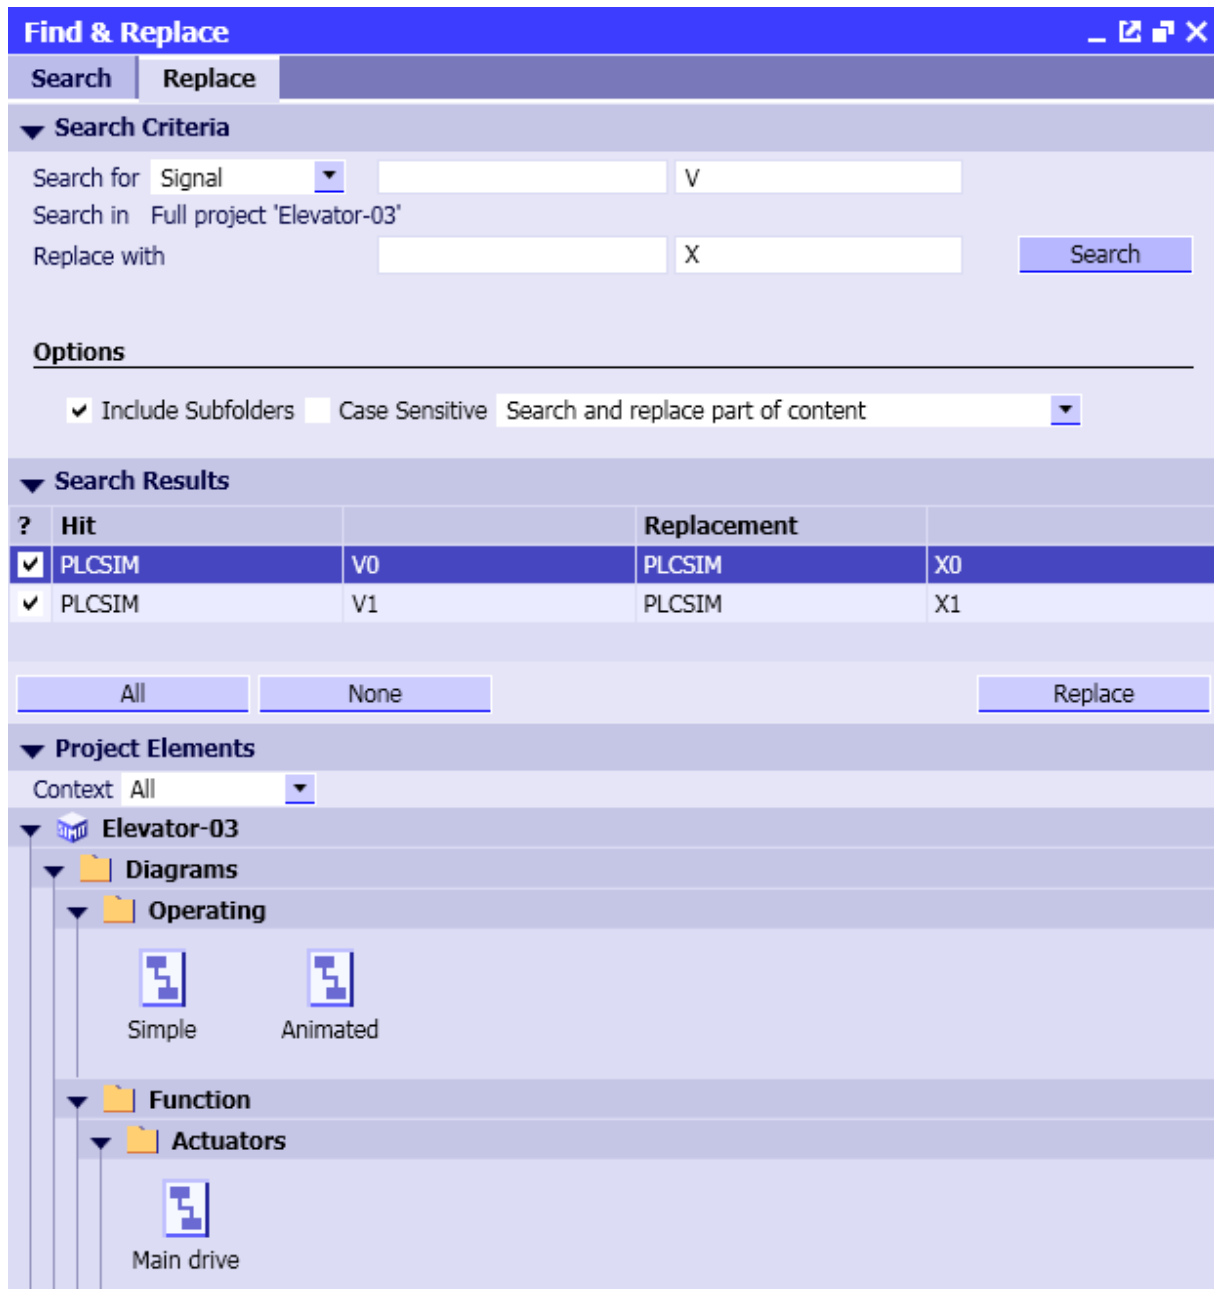 Find & Replace
Search Replace
Search Criteria
Search for Signal V
Search in Full project 'Elevator-03'
Replace with X Search
Options
Include Subfolders Case Sensitive Search and replace part of content
Search Results
? Hit Replacement
PLCSIM V0 PLCSIM X0
PLCSIM V1 PLCSIM X1
All None Replace
Project Elements
Context All
Elevator-03
Diagrams
Operating
Simple Animated
Function
Actuators
Main drive